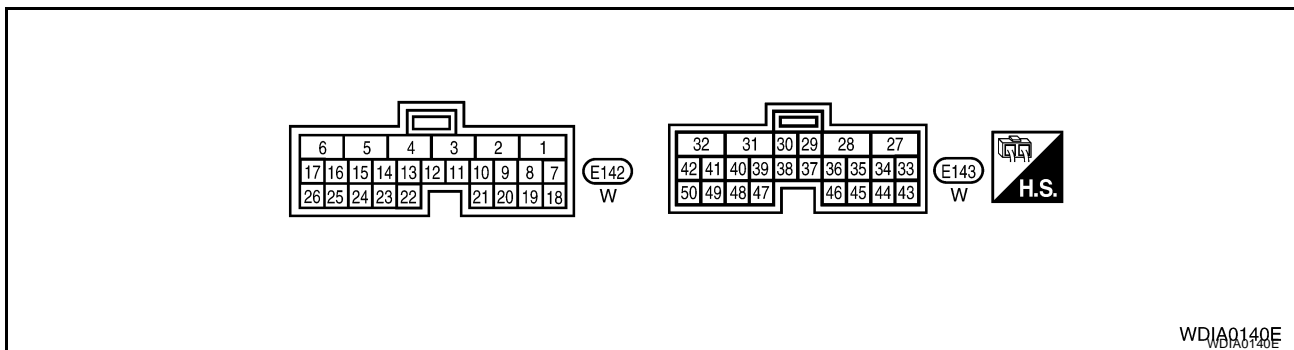 6 5 4 3 2 1
17 16 15 14 13 12 11 10 9 8 7
26 25 24 23 22 21 20 19 18
E142
W
32 31 30 29 28 27
42 41 40 39 38 37 36 35 34 33
50 49 48 47 46 45 44 43
E143
W
H.S.
WDIA0140E
WDIA0140E